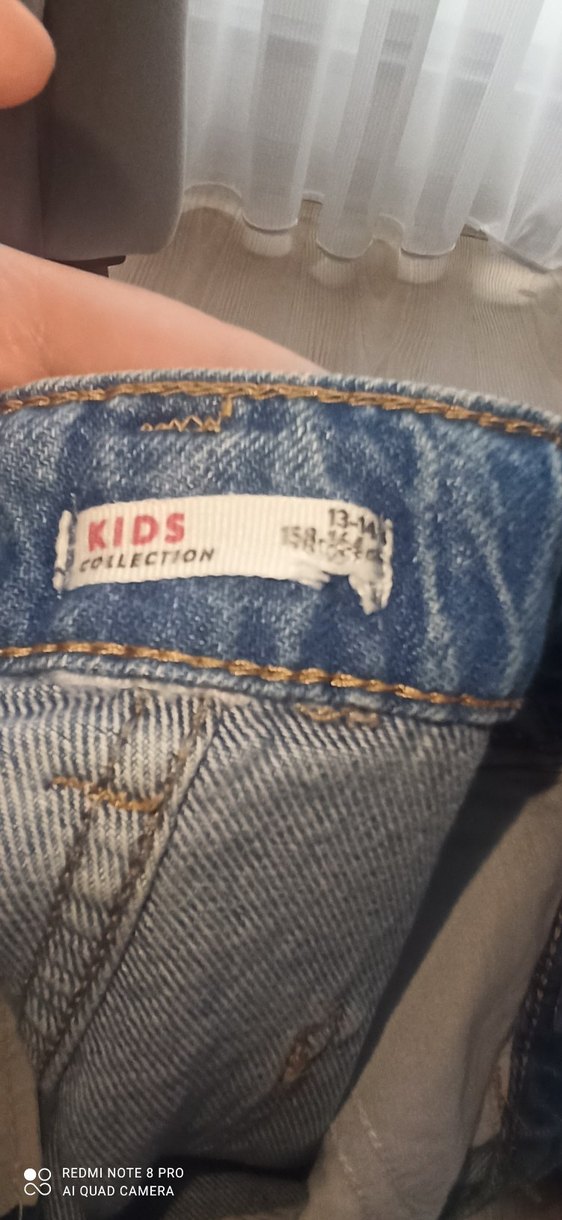 KIDS
COLLECTION
13-14
158-164
REDMI NOTE 8 PRO
AI QUAD CAMERA